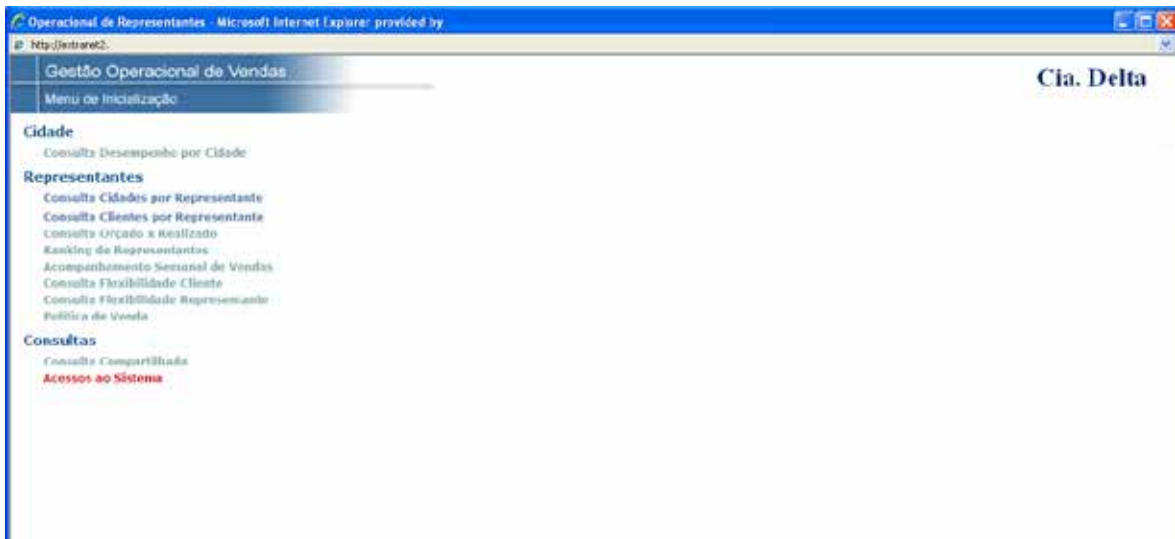 Operacional de Representantes - Microsoft Internet Explorer provided by
http://extranet2.
Gestão Operacional de Vendas
Cia. Delta
Menu de Inicialização
Cidade
Consulta Desempenho por Cidade
Representantes
Consulta Cidades por Representante
Consulta Clientes por Representante
Consulta Orçado x Realizado
Ranking de Representantes
Acompanhamento Semanal de Vendas
Consulta Flexibilidade Cliente
Consulta Flexibilidade Representante
Política de Venda
Consultas
Consulta Compartilhada
Acessos ao Sistema